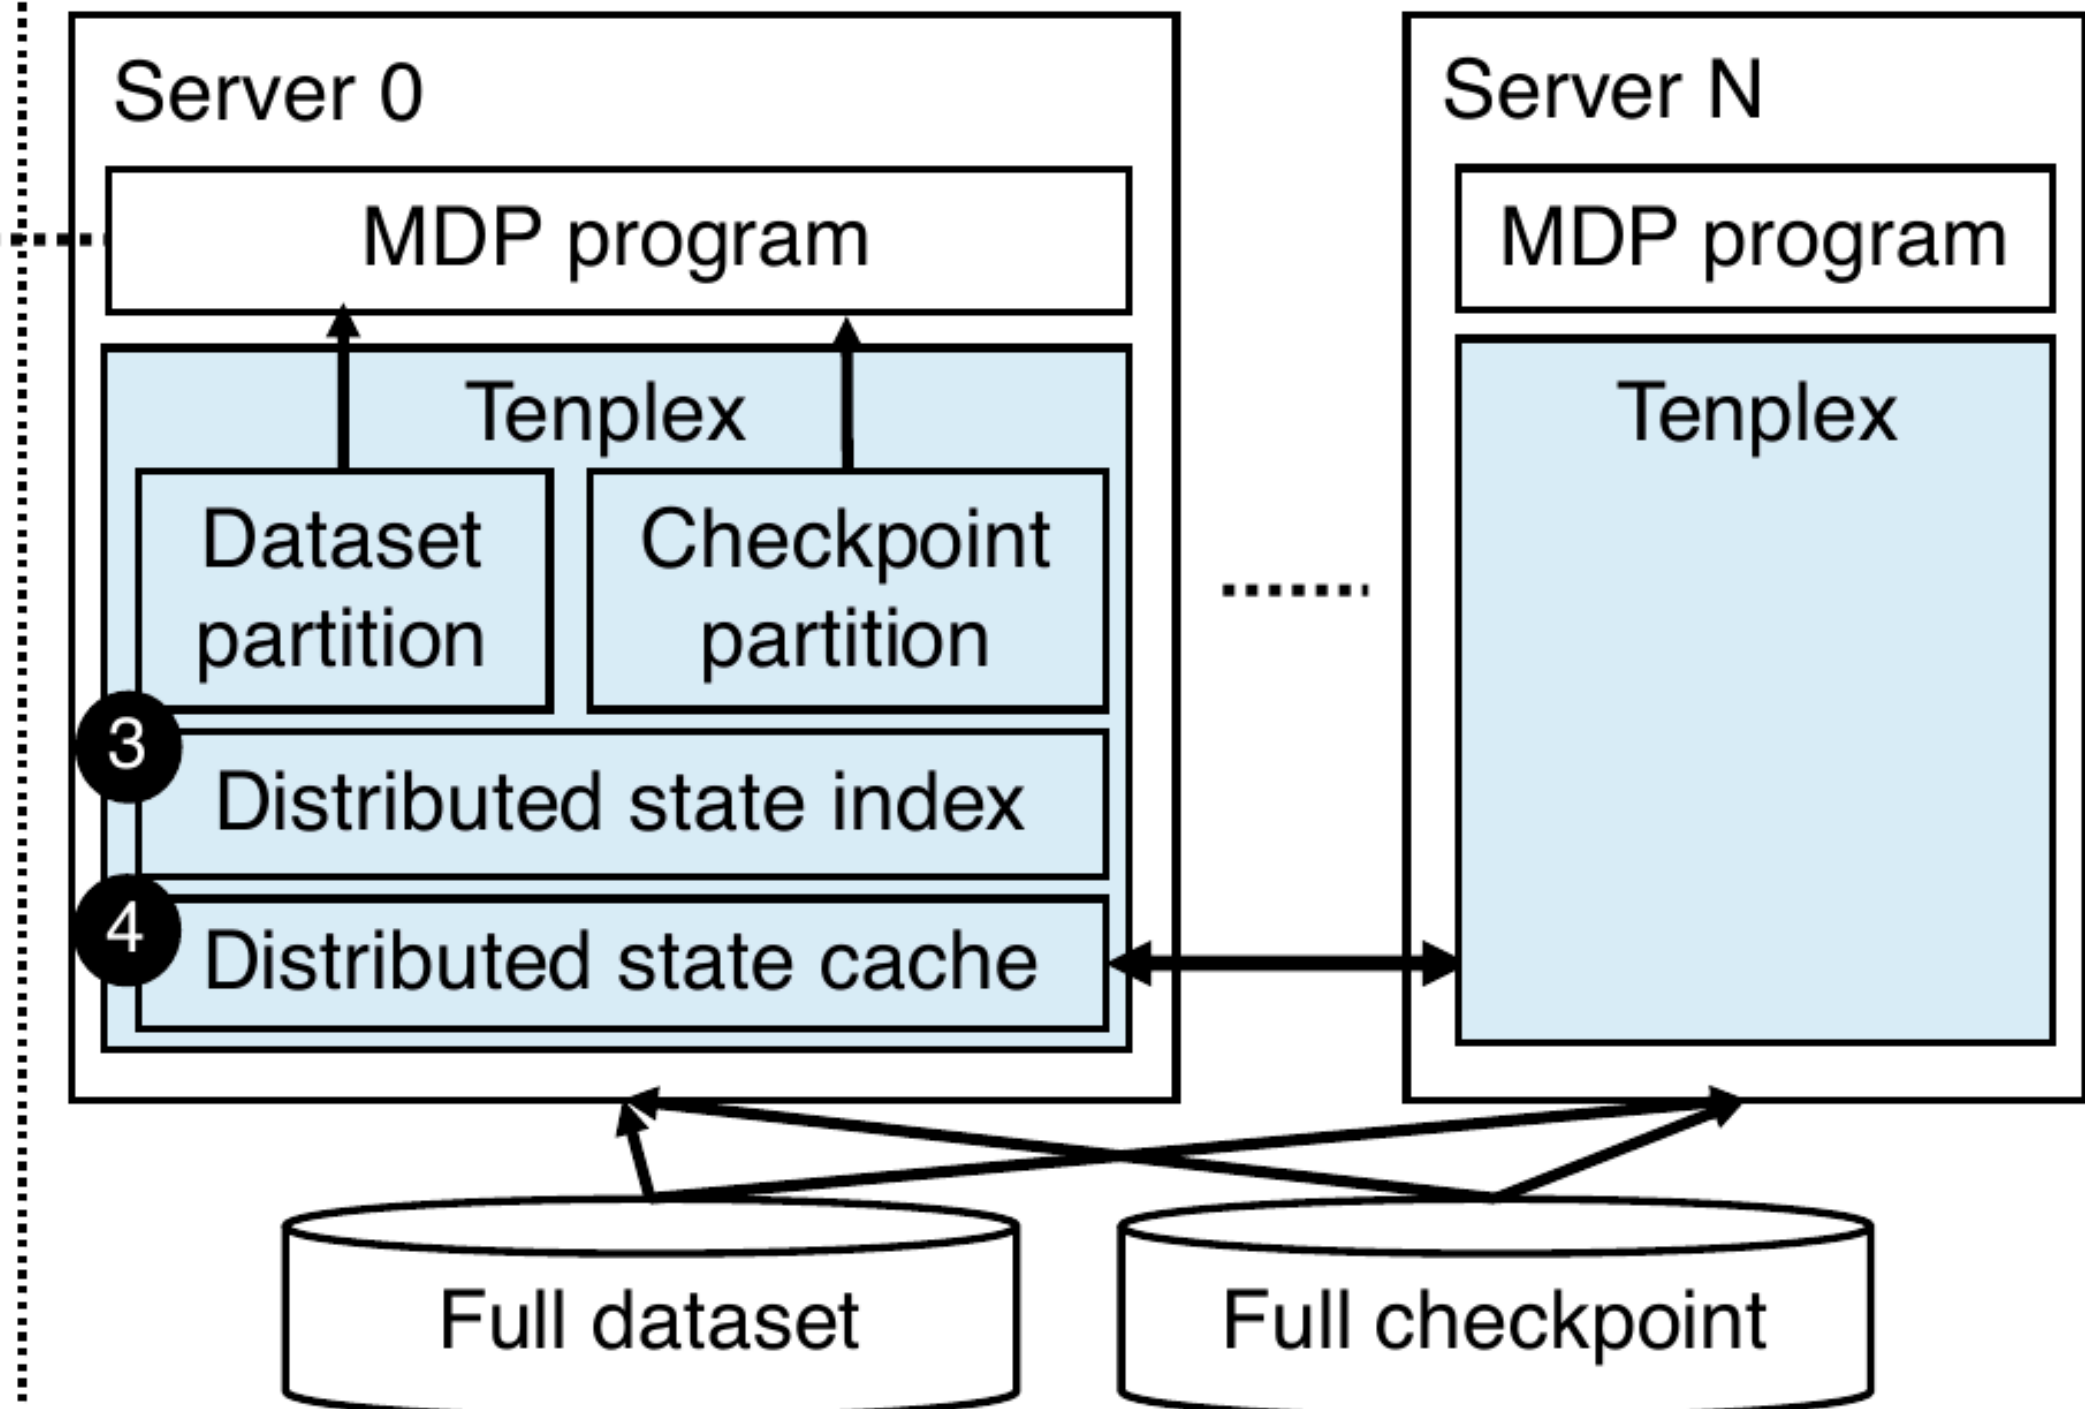 Server 0
MDP program
Tenplex
Dataset
partition
Checkpoint
partition
3
Distributed state index
4
Distributed state cache
Server N
MDP program
Tenplex
Full dataset
Full checkpoint